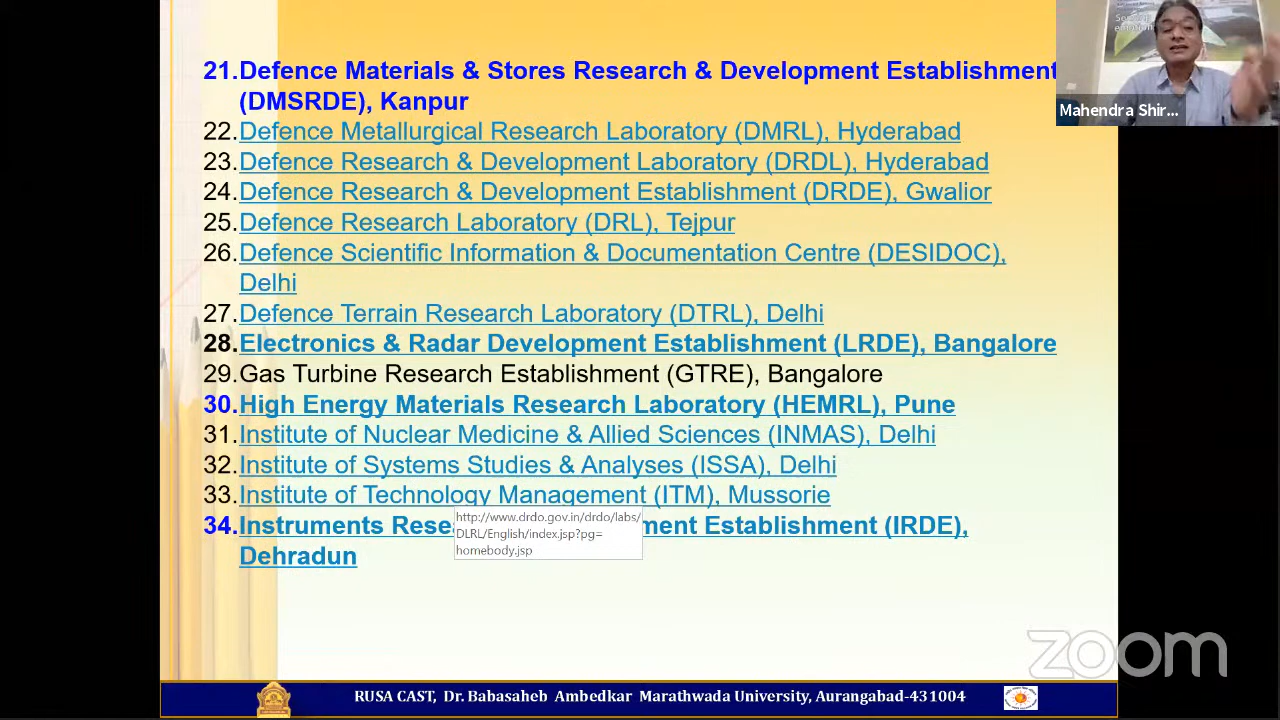 21.Defence Materials & Stores Research & Development Establishment
(DMSRDE), Kanpur
22.Defence Metallurgical Research Laboratory (DMRL), Hyderabad
23.Defence Research & Development Laboratory (DRDL), Hyderabad
24.Defence Research & Development Establishment (DRDE), Gwalior
25.Defence Research Laboratory (DRL), Tejpur
26.Defence Scientific Information & Documentation Centre (DESIDOC),
Delhi
27.Defence Terrain Research Laboratory (DTRL), Delhi
28.Electronics & Radar Development Establishment (LRDE), Bangalore
29.Gas Turbine Research Establishment (GTRE), Bangalore
30.High Energy Materials Research Laboratory (HEMRL), Pune
31.Institute of Nuclear Medicine & Allied Sciences (INMAS), Delhi
32.Institute of Systems Studies & Analyses (ISSA), Delhi
33.Institute of Technology Management (ITM), Mussorie
34.Instruments Rese ment Establishment (IRDE),
Dehradun
http://www.drdo.gov.in/drdo/labs/
DLRL/English/index.jsp?pg=
homebody.jsp
Mahendra Shir...
zoom
RUSA CAST, Dr. Babasaheb Ambedkar Marathwada University, Aurangabad-431004